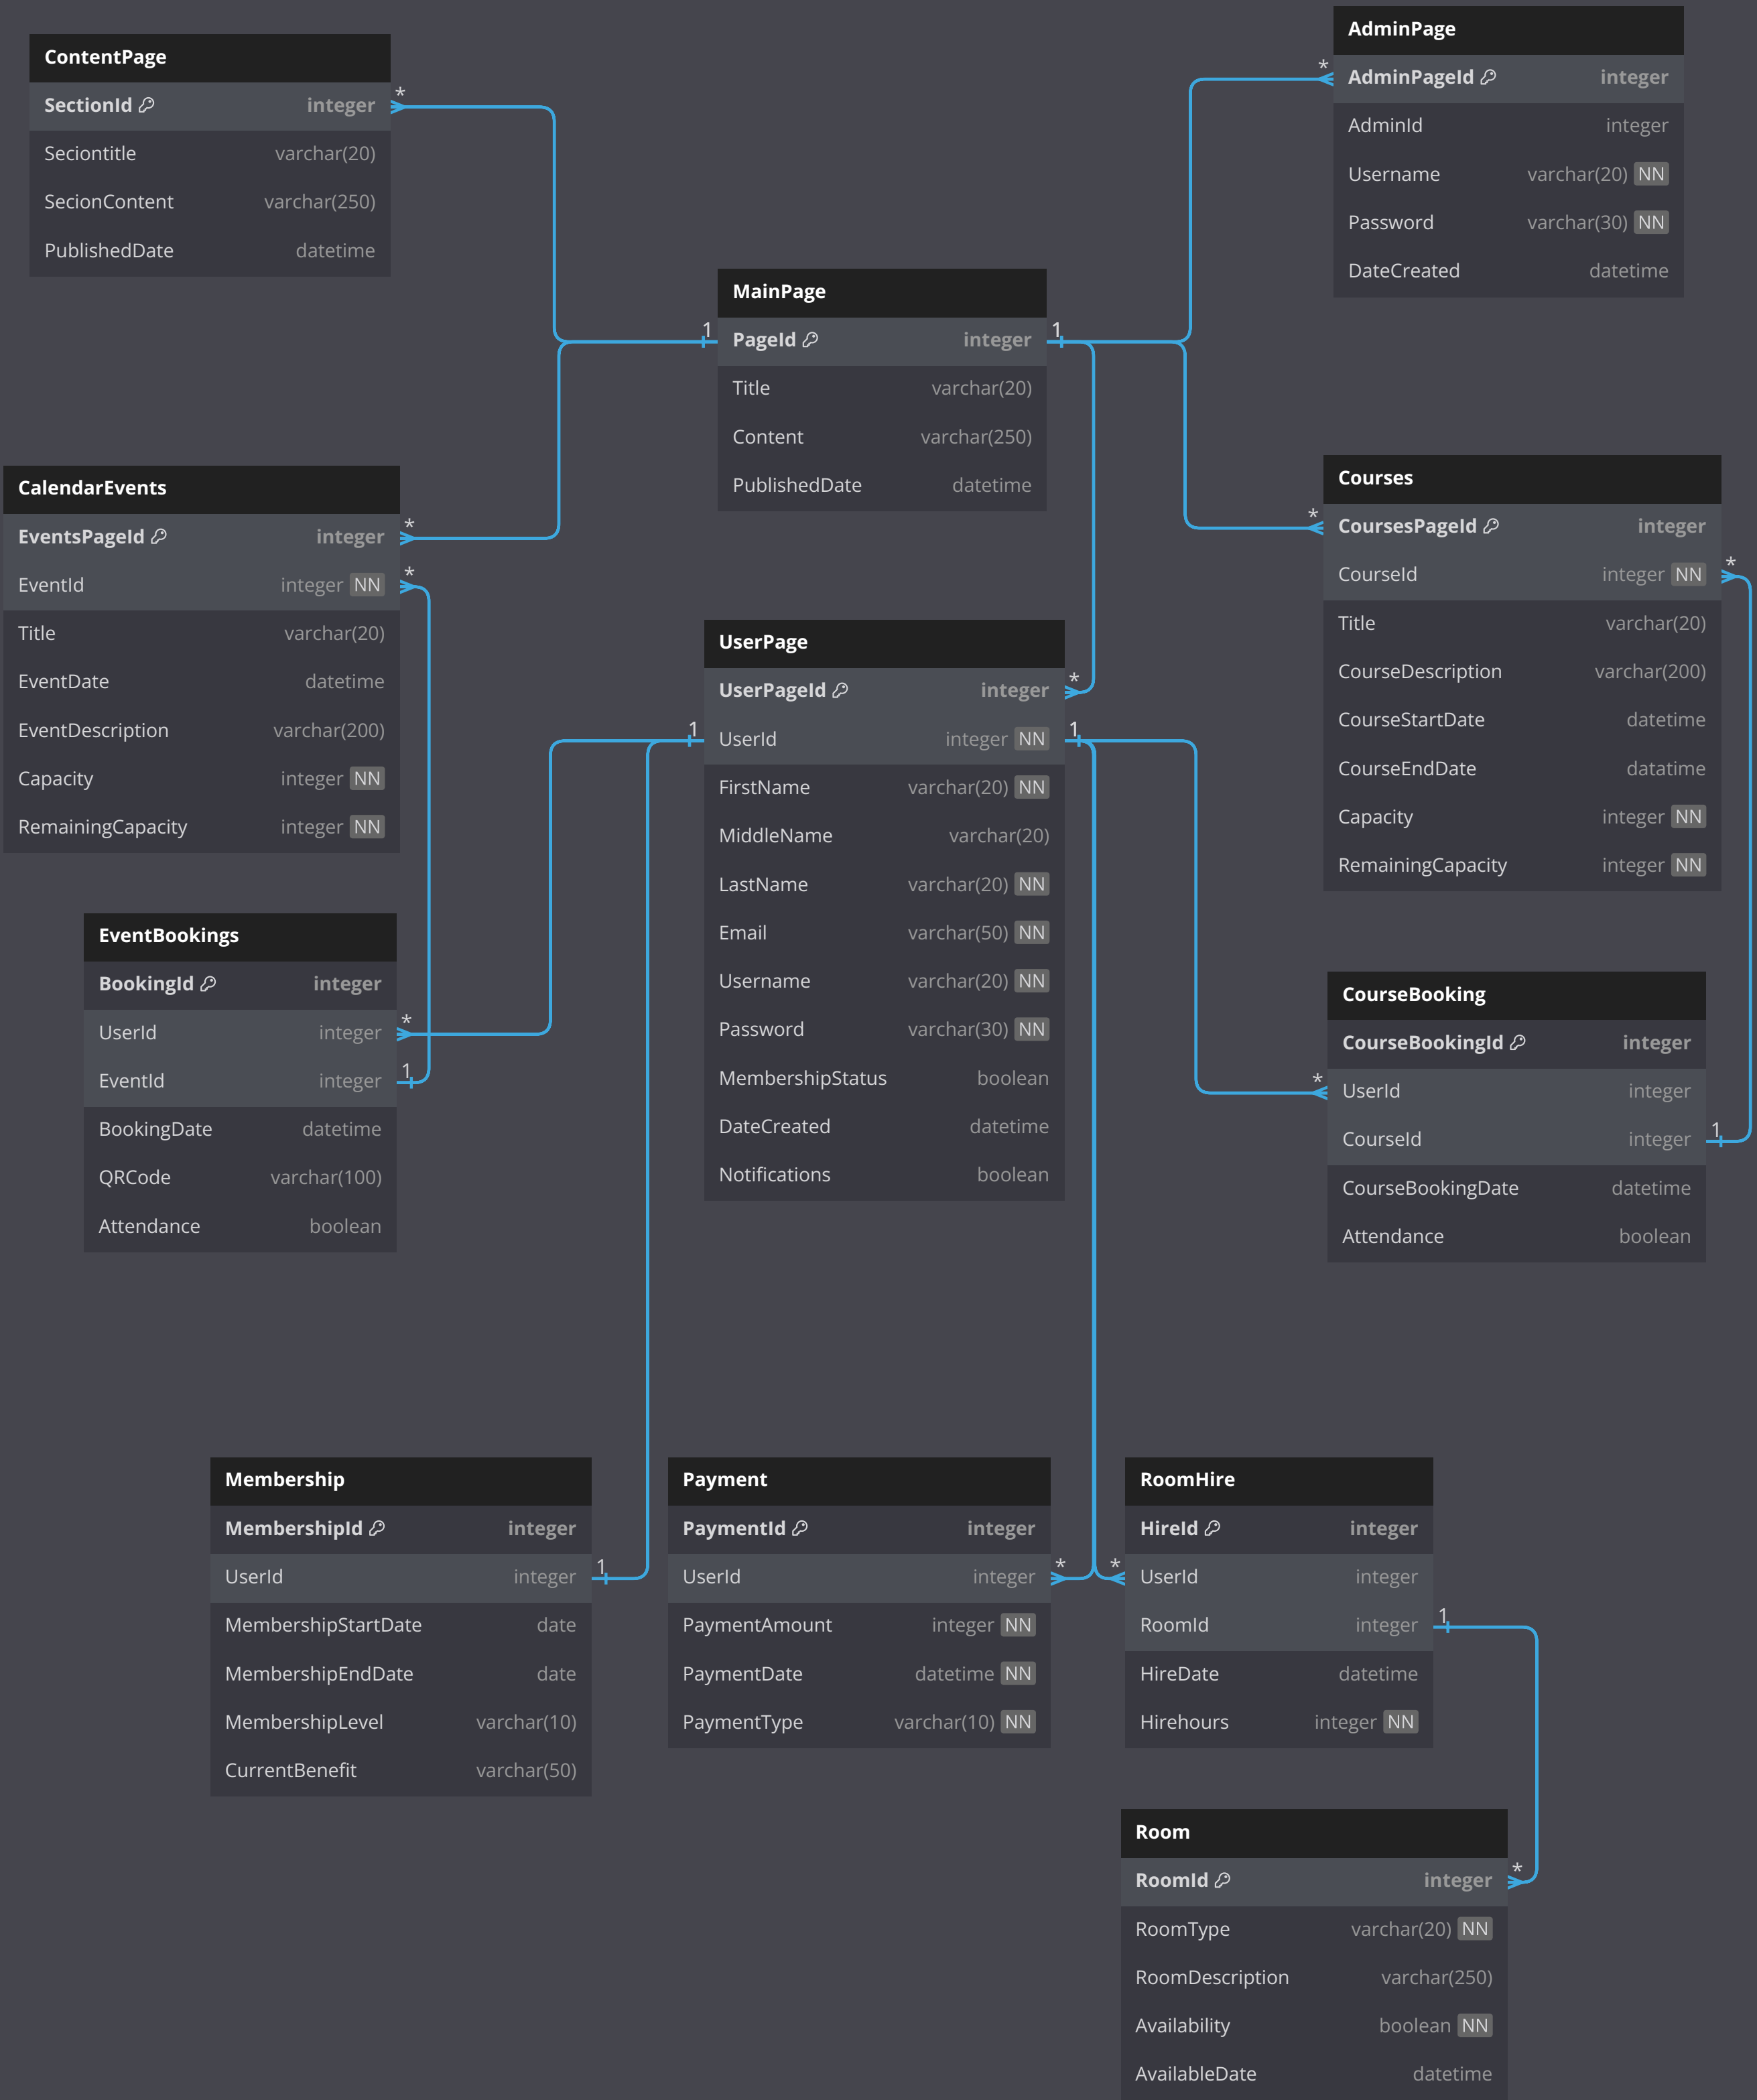 ContentPage
SectionId integer
Seciontitle varchar(20)
SecionContent varchar(250)
PublishedDate datetime
AdminPage
AdminPageId integer
AdminId integer
Username varchar(20) NN
Password varchar(30) NN
DateCreated datetime
MainPage
PageId integer
Title varchar(20)
Content varchar(250)
PublishedDate datetime
CalendarEvents
EventsPageId integer
EventId integer NN
Title varchar(20)
EventDate datetime
EventDescription varchar(200)
Capacity integer NN
RemainingCapacity integer NN
Courses
CoursesPageId integer
CourseId integer NN
Title varchar(20)
CourseDescription varchar(200)
CourseStartDate datetime
CourseEndDate datatime
Capacity integer NN
RemainingCapacity integer NN
UserPage
UserPageId integer
UserId integer NN
FirstName varchar(20) NN
MiddleName varchar(20)
LastName varchar(20) NN
Email varchar(50) NN
Username varchar(20) NN
Password varchar(30) NN
MembershipStatus boolean
DateCreated datetime
Notifications boolean
EventBookings
BookingId integer
UserId integer
EventId integer
BookingDate datetime
QRCode varchar(100)
Attendance boolean
CourseBooking
CourseBookingId integer
UserId integer
CourseId integer
CourseBookingDate datetime
Attendance boolean
Membership
MembershipId integer
UserId integer
MembershipStartDate date
MembershipEndDate date
MembershipLevel varchar(10)
CurrentBenefit varchar(50)
Payment
PaymentId integer
UserId integer
PaymentAmount integer NN
PaymentDate datetime NN
PaymentType varchar(10) NN
RoomHire
HireId integer
UserId integer
RoomId integer
HireDate datetime
Hirehours integer NN
Room
RoomId integer
RoomType varchar(20) NN
RoomDescription varchar(250)
Availability boolean NN
AvailableDate datetime
*
*
1
1
*
*
*
*
*
1
1
*
1
*
1
1
*
*
1
*